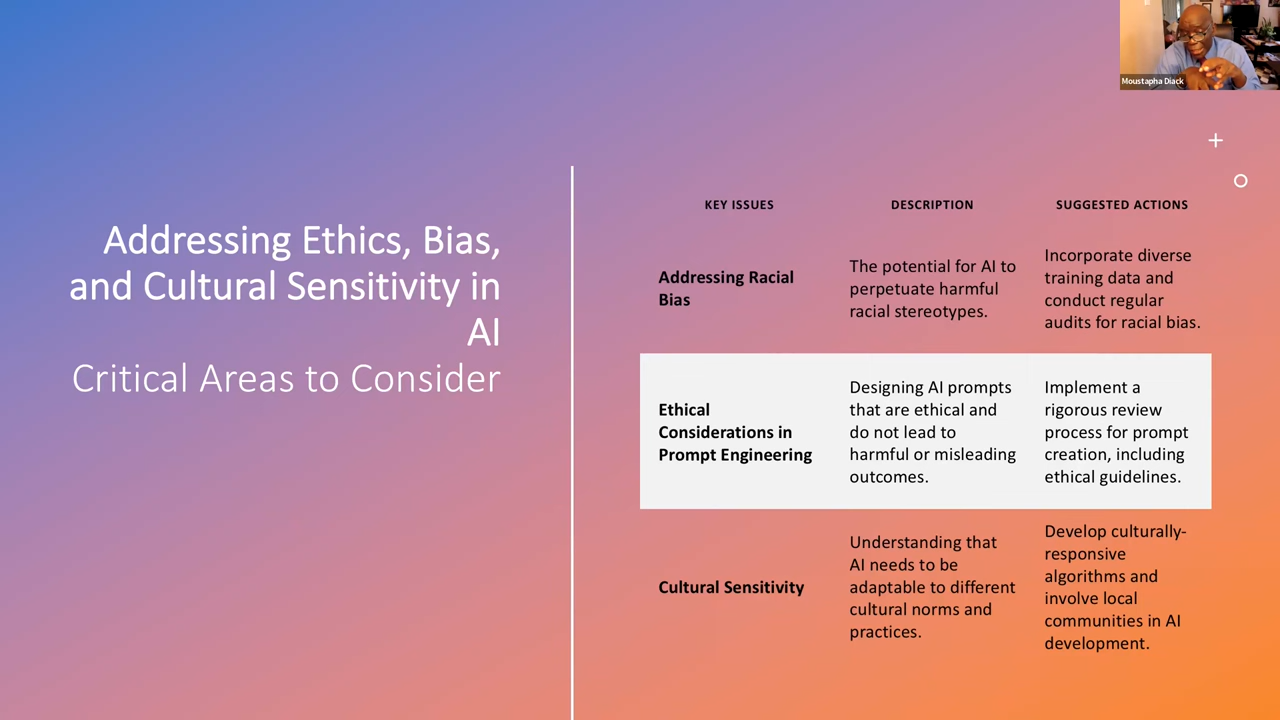 Moustapha Diack
Addressing Ethics, Bias,
and Cultural Sensitivity in
AI
Critical Areas to Consider
KEY ISSUES
DESCRIPTION
SUGGESTED ACTIONS
Addressing Racial
Bias
The potential for AI to
perpetuate harmful
racial stereotypes.
Incorporate diverse
training data and
conduct regular
audits for racial bias.
Ethical
Considerations in
Prompt Engineering
Designing AI prompts
that are ethical and
do not lead to
harmful or misleading
outcomes.
Implement a
rigorous review
process for prompt
creation, including
ethical guidelines.
Cultural Sensitivity
Understanding that
AI needs to be
adaptable to different
cultural norms and
practices.
Develop culturally-
responsive
algorithms and
involve local
communities in AI
development.